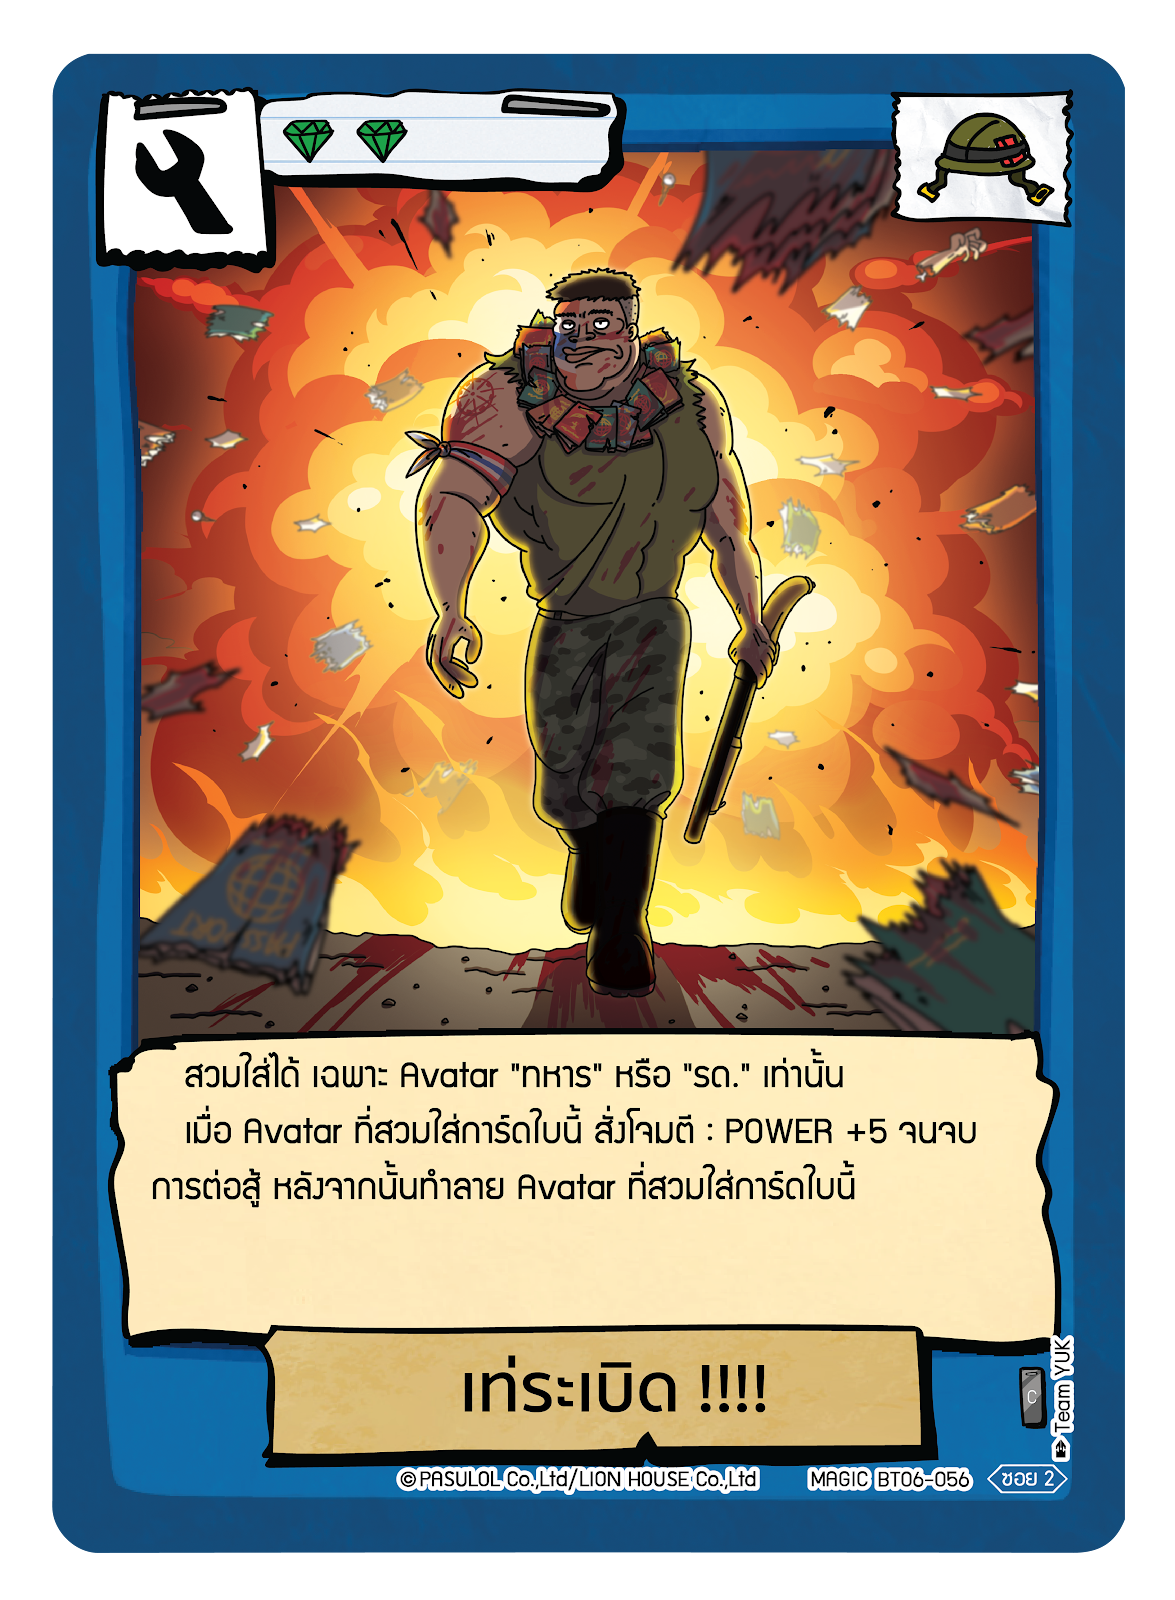 สวมใส่ได้ เฉพาะ Avatar "ทหาร" หรือ "รด." เท่านั้น
เมื่อ Avatar ที่สวมใส่การ์ดใบนี้ สั่งโจมตี : POWER +5 จนจบ
การต่อสู้ หลังจากนั้นทำลาย Avatar ที่สวมใส่การ์ดใบนี้
เท่ระเบิด !!!!
C
Team YUK
©PASULOL Co.,Ltd/LION HOUSE Co.,Ltd
MAGIC BT06-056
ซอย 2
PASSPORT